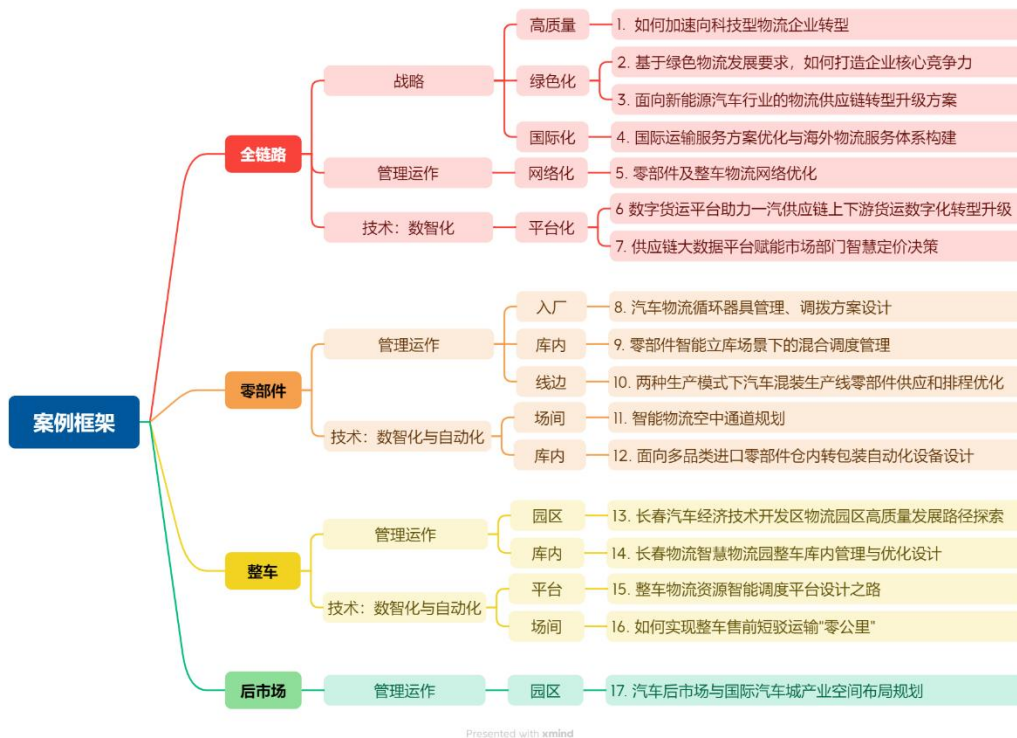 案例框架
全链路
战略
高质量
1. 如何加速向科技型物流企业转型
绿色化
2. 基于绿色物流发展要求，如何打造企业核心竞争力
3. 面向新能源汽车行业的物流供应链转型升级方案
国际化
4. 国际运输服务方案优化与海外物流服务体系构建
管理运作
网络化
5. 零部件及整车物流网络优化
技术：数智化
平台化
6 数字货运平台助力一汽供应链上下游货运数字化转型升级
7. 供应链大数据平台赋能市场部门智慧定价决策
零部件
管理运作
入厂
8. 汽车物流循环器具管理、调拨方案设计
库内
9. 零部件智能立库场景下的混合调度管理
线边
10. 两种生产模式下汽车混装生产线零部件供应和排程优化
技术：数智化与自动化
场间
11. 智能物流空中通道规划
库内
12. 面向多品类进口零部件仓内转包装自动化设备设计
整车
管理运作
园区
13. 长春汽车经济技术开发区物流园区高质量发展路径探索
库内
14. 长春物流智慧物流园整车库内管理与优化设计
技术：数智化与自动化
平台
15. 整车物流资源智能调度平台设计之路
场间
16. 如何实现整车售前短驳运输"零公里"
后市场
管理运作
园区
17. 汽车后市场与国际汽车城产业空间布局规划
Presented with xmind